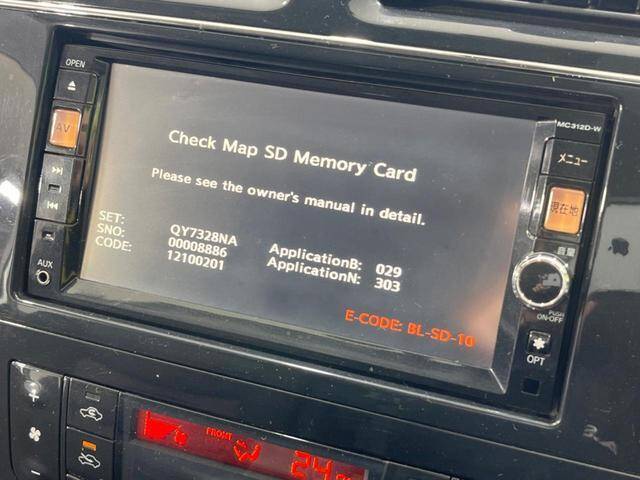 OPEN
MC312D-W
AV
メニュー
現在地
Check Map SD Memory Card
Please see the owner's manual in detail.
SET: QY7328NA ApplicationB: 029
SNO: 00008886 ApplicationN: 303
CODE: 12100201
E-CODE: BL-SD-10
AUX
音量
PUSH
ON-OFF
OPT
FRONT
24